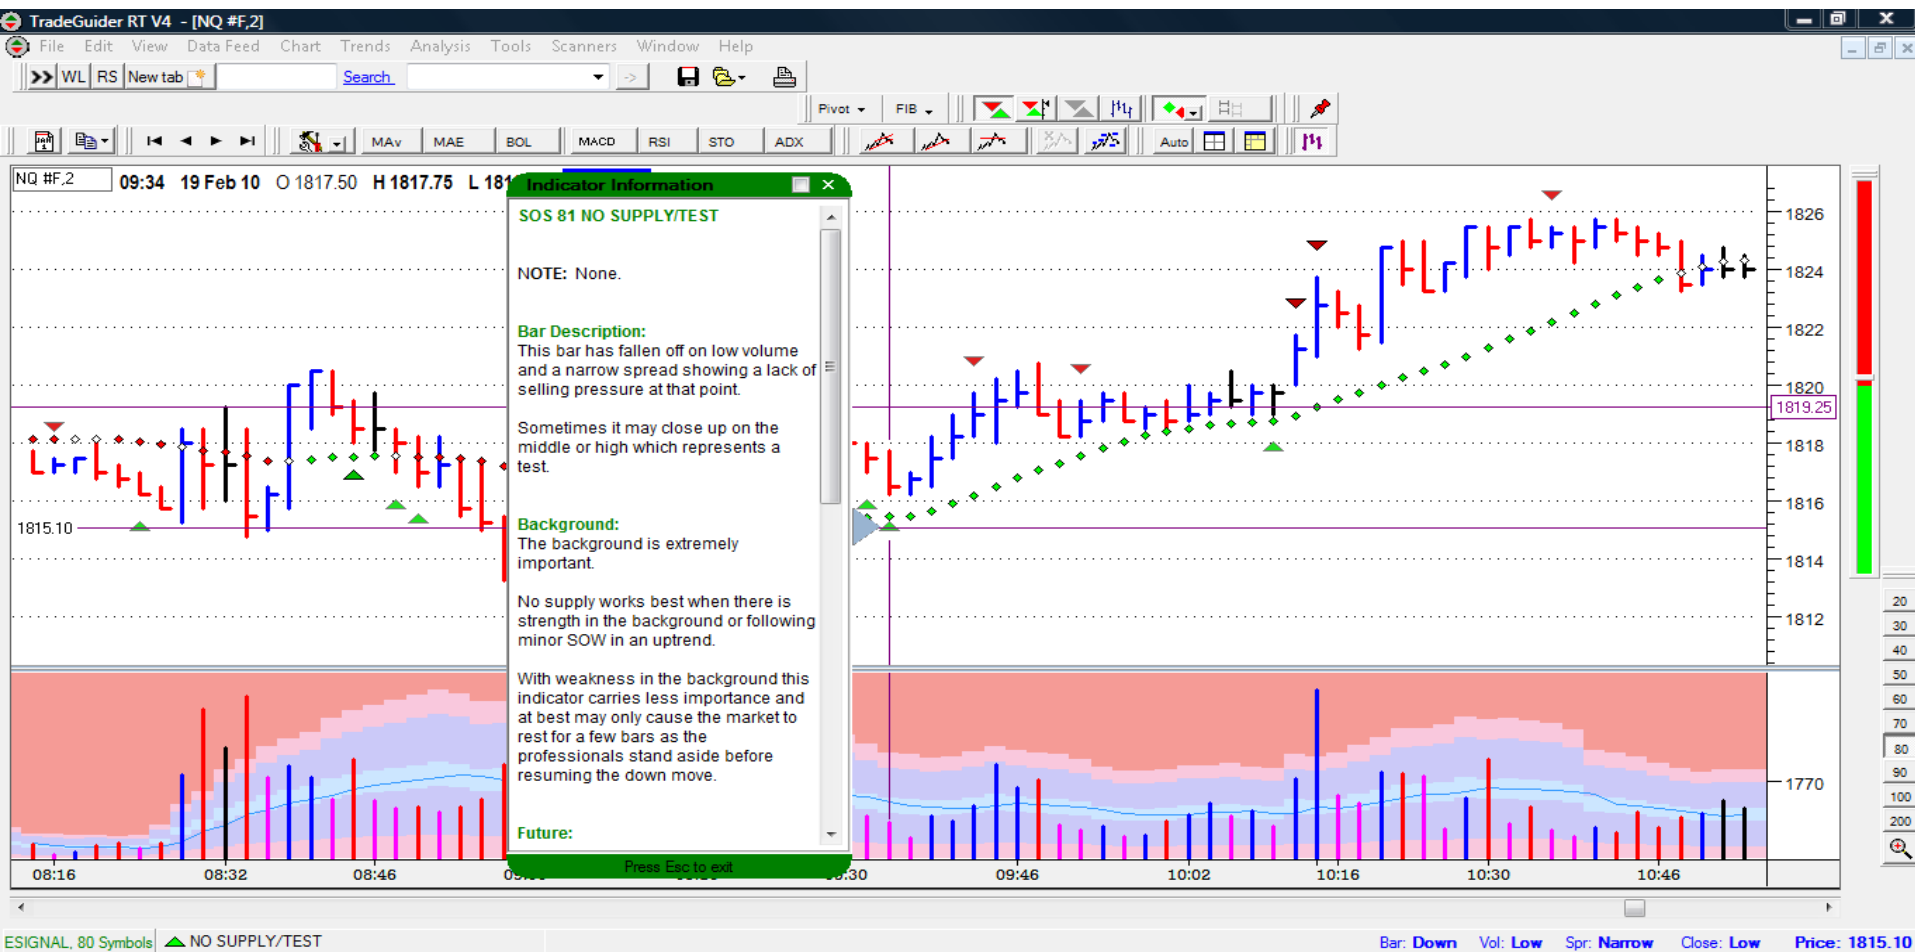 TradeGuider RT V4 - [NQ #F,2]
File Edit View Data Feed Chart Trends Analysis Tools Scanners Window Help
WL RS New tab Search
Pivot FIB
MAv MAE BOL MACD RSI STO ADX Auto
NQ #F,2 09:34 19 Feb 10 O 1817.50 H 1817.75 L 181
Indicator Information
SOS 81 NO SUPPLY/TEST
NOTE: None.
Bar Description:
This bar has fallen off on low volume
and a narrow spread showing a lack of
selling pressure at that point.
Sometimes it may close up on the
middle or high which represents a
test.
Background:
The background is extremely
important.
No supply works best when there is
strength in the background or following
minor SOW in an uptrend.
With weakness in the background this
indicator carries less importance and
at best may only cause the market to
rest for a few bars as the
professionals stand aside before
resuming the down move.
Future:
Press Esc to exit
1815.10
1826
1824
1822
1820
1819.25
1818
1816
1814
1812
1770
20
30
40
50
60
70
80
90
100
200
08:16 08:32 08:46 :30 09:46 10:02 10:16 10:30 10:46
ESIGNAL, 80 Symbols NO SUPPLY/TEST Bar: Down Vol: Low Spr: Narrow Close: Low Price: 1815.10